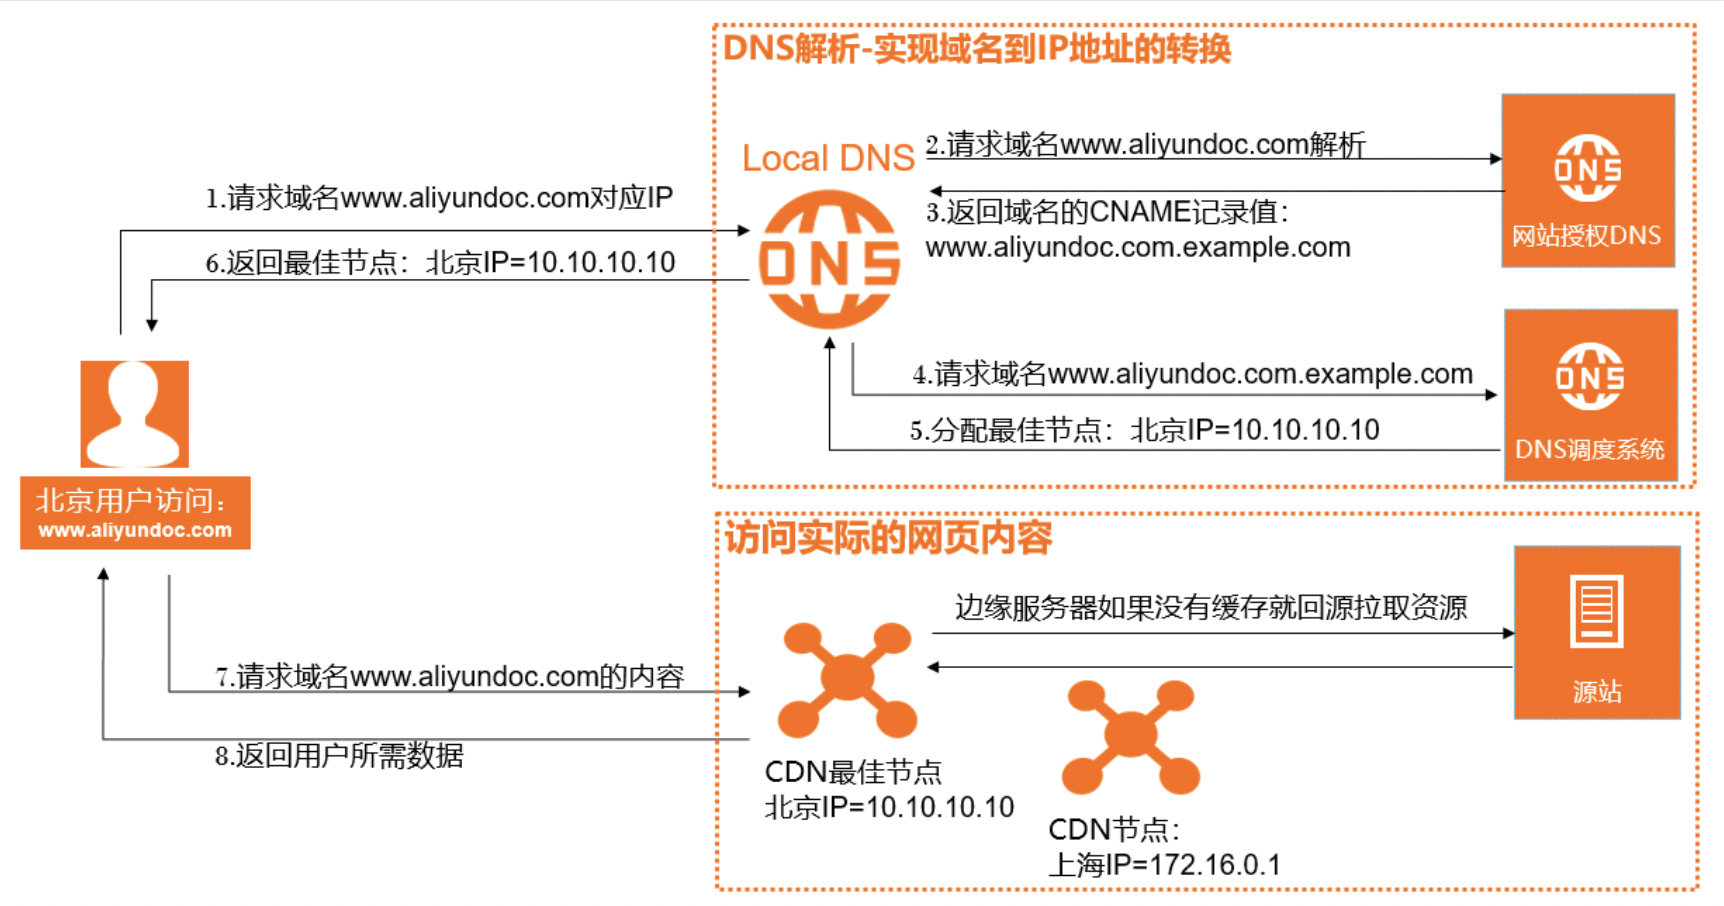 DNS解析-实现域名到IP地址的转换
Local DNS
DNS
1.请求域名www.aliyundoc.com对应IP
6.返回最佳节点：北京IP=10.10.10.10
2.请求域名www.aliyundoc.com解析
3.返回域名的CNAME记录值：
www.aliyundoc.com.example.com
DNS
网站授权DNS
4.请求域名www.aliyundoc.com.example.com
5.分配最佳节点：北京IP=10.10.10.10
DNS
DNS调度系统
北京用户访问：
www.aliyundoc.com
访问实际的网页内容
边缘服务器如果没有缓存就回源拉取资源
源站
7.请求域名www.aliyundoc.com的内容
8.返回用户所需数据
CDN最佳节点
北京IP=10.10.10.10
CDN节点：
上海IP=172.16.0.1